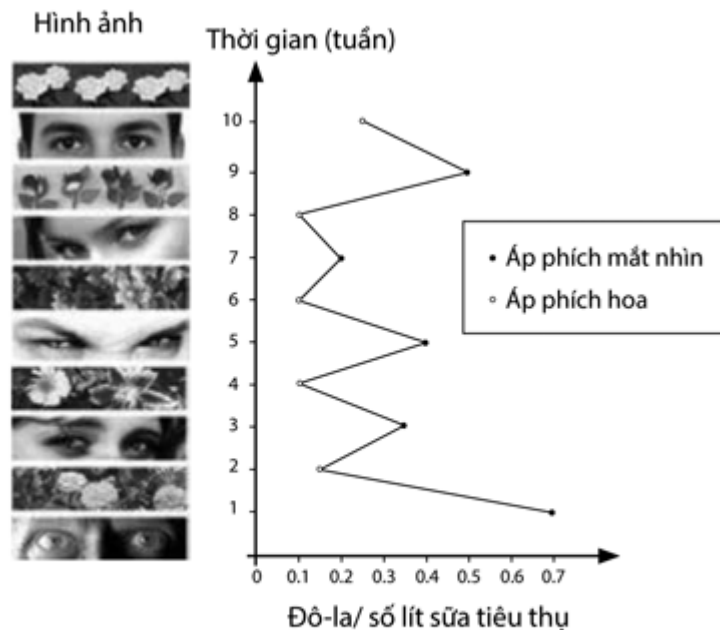 Hình ảnh
Thời gian (tuần)
10
9
8
7
6
5
4
3
2
1
0 0.1 0.2 0.3 0.4 0.5 0.6 0.7
Đô-la/ số lít sữa tiêu thụ
Áp phích mắt nhìn
Áp phích hoa